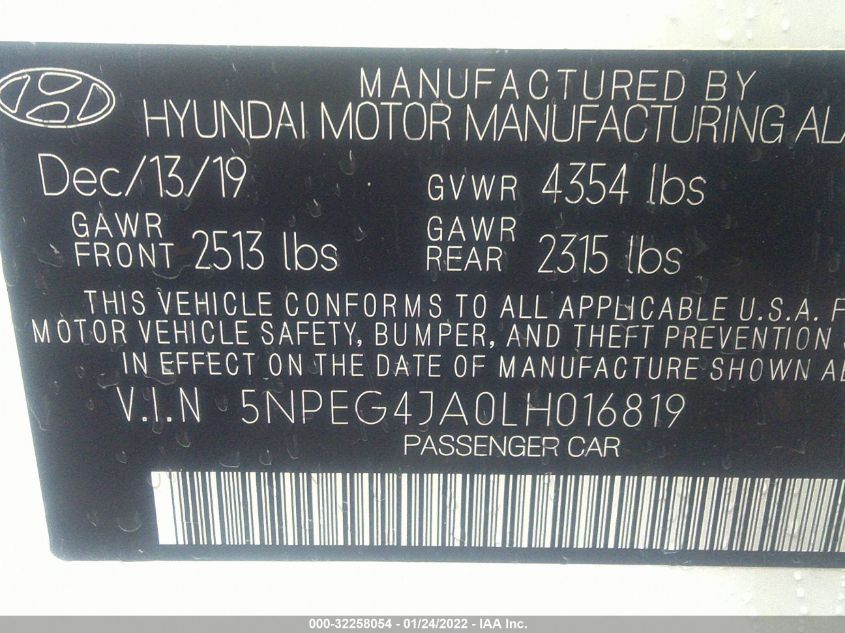 MANUFACTURED BY
HYUNDAI MOTOR MANUFACTURING
Dec/13/19 GVWR 4354 lbs
GAWR FRONT 2513 lbs GAWR REAR 2315 lbs
THIS VEHICLE CONFORMS TO ALL APPLICABLE U.S.A.
MOTOR VEHICLE SAFETY, BUMPER, AND THEFT PREVENTION
IN EFFECT ON THE DATE OF MANUFACTURE SHOWN
V.I.N 5NPEG4JA0LH016819
PASSENGER CAR
000-32258054 - 01/24/2022 - IAA Inc.